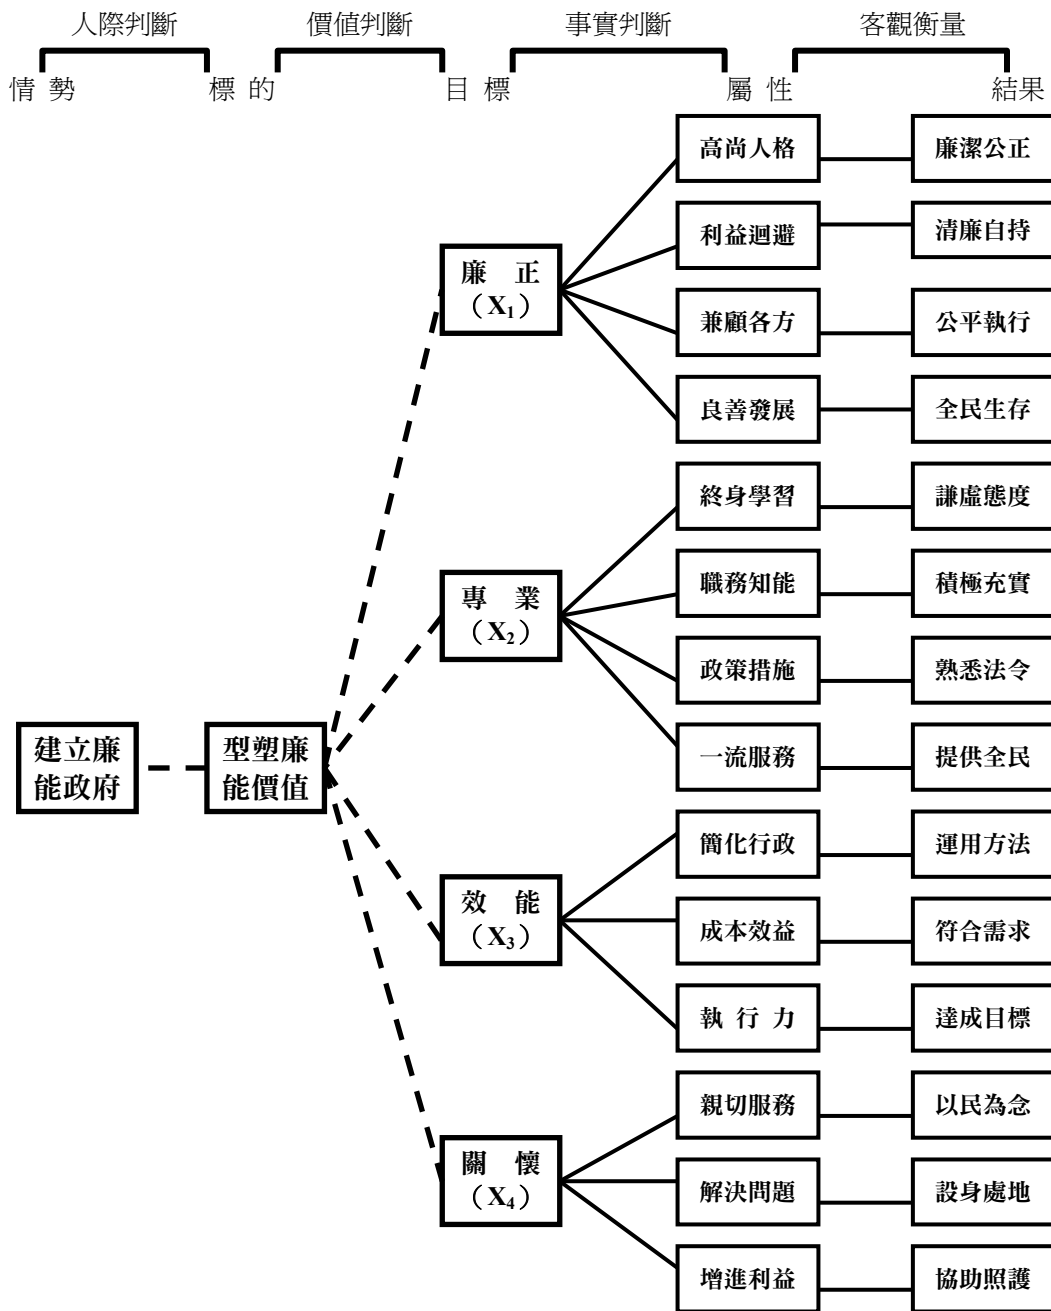 人際判斷 價值判斷 事實判斷 客觀衡量
情 勢 標 的 目 標 屬 性 結果
高尚人格 廉潔公正
利益迴避 清廉自持
廉 正
（X₁）
兼顧各方 公平執行
良善發展 全民生存
終身學習 謙虛態度
職務知能 積極充實
專 業
（X₂）
政策措施 熟悉法令
一流服務 提供全民
建立廉
能政府
型塑廉
能價值
簡化行政 運用方法
效 能
（X₃）
成本效益 符合需求
執 行 力 達成目標
親切服務 以民為念
關 懷
（X₄）
解決問題 設身處地
增進利益 協助照護